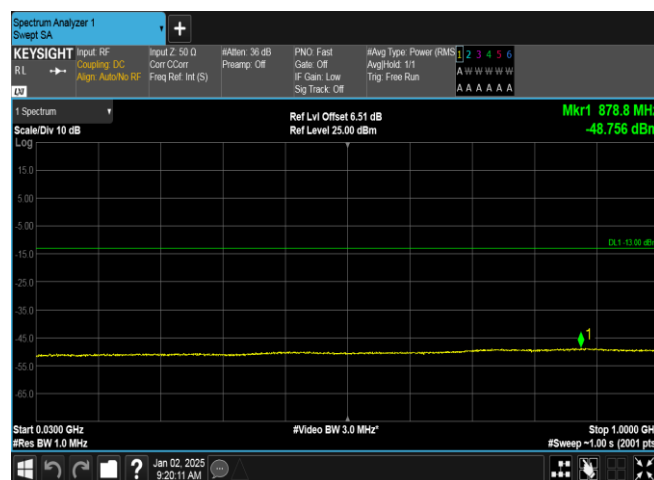 Spectrum Analyzer 1
Swept SA
+
KEYSIGHT
RL
LXI
Input: RF
Coupling: DC
Align: Auto/No RF
Input Z: 50 Ω
Corr CCorr
Freq Ref: Int (S)
#Atten: 36 dB
Preamp: Off
PNO: Fast
Gate: Off
IF Gain: Low
Sig Track: Off
#Avg Type: Power (RMS
Avg|Hold: 1/1
Trig: Free Run
1 2 3 4 5 6
A W W W W W
A A A A A A
1 Spectrum
Scale/Div 10 dB
Log
Ref Lvl Offset 6.51 dB
Ref Level 25.00 dBm
Mkr1 878.8 MHz
-48.756 dBm
15.0
5.00
-5.00
DL1 -13.00 dBm
-15.0
-25.0
-35.0
-45.0
1
-55.0
-65.0
Start 0.0300 GHz
#Res BW 1.0 MHz
#Video BW 3.0 MHz*
Stop 1.0000 GHz
#Sweep ~1.00 s (2001 pts
?
Jan 02, 2025
9:20:11 AM